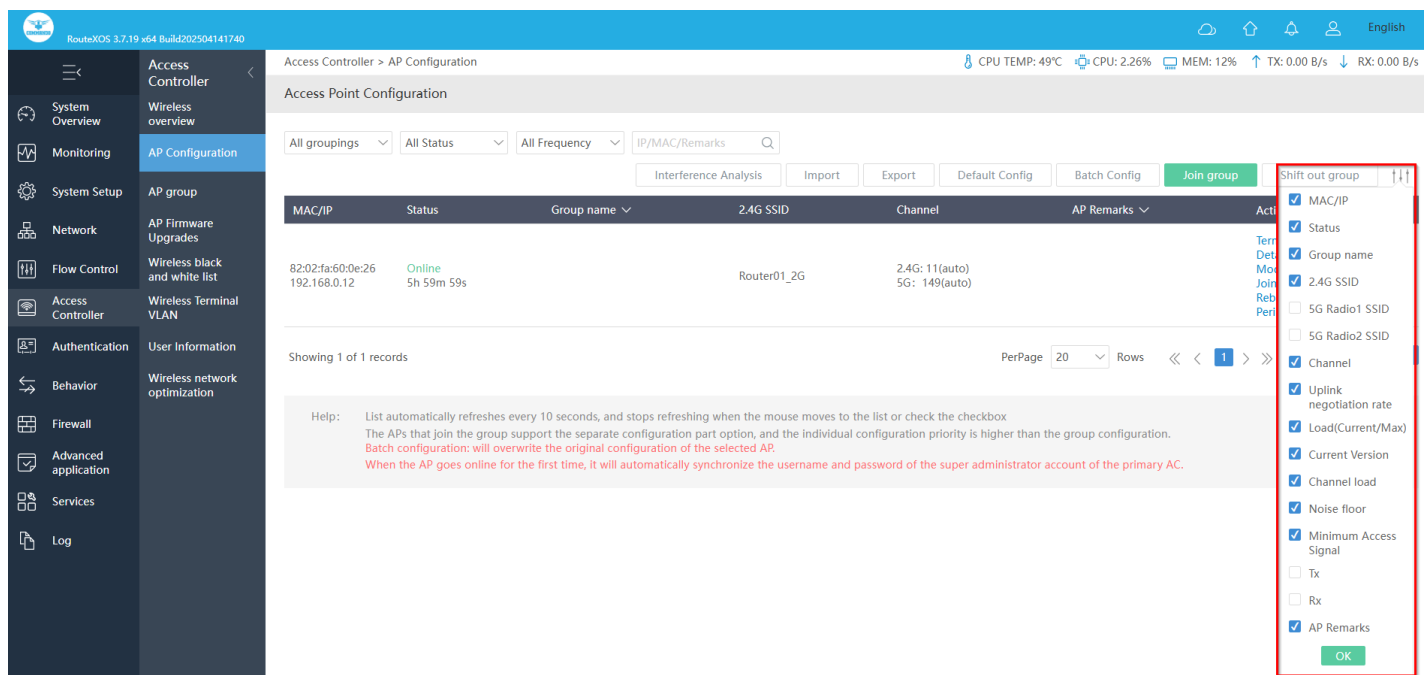 RouteXOS 3.7.19 x64 Build202504141740
English
Access Controller
Access Controller > AP Configuration
CPU TEMP: 49℃ CPU: 2.26% MEM: 12% TX: 0.00 B/s RX: 0.00 B/s
Access Point Configuration
System Overview
Monitoring
System Setup
Network
Flow Control
Access Controller
Authentication
Behavior
Firewall
Advanced application
Services
Log
Wireless overview
AP Configuration
AP group
AP Firmware Upgrades
Wireless black and white list
Wireless Terminal VLAN
User Information
Wireless network optimization
All groupings
All Status
All Frequency
IP/MAC/Remarks
Interference Analysis
Import
Export
Default Config
Batch Config
Join group
Shift out group
MAC/IP Status Group name 2.4G SSID Channel AP Remarks Acti
82:02:fa:60:0e:26
192.168.0.12
Online
5h 59m 59s
Router01_2G
2.4G: 11(auto)
5G: 149(auto)
Term
Deta
Mod
Join
Reb
Peri
Showing 1 of 1 records
PerPage 20 Rows
1
Help: List automatically refreshes every 10 seconds, and stops refreshing when the mouse moves to the list or check the checkbox
The APs that join the group support the separate configuration part option, and the individual configuration priority is higher than the group configuration.
Batch configuration: will overwrite the original configuration of the selected AP.
When the AP goes online for the first time, it will automatically synchronize the username and password of the super administrator account of the primary AC.
MAC/IP
Status
Group name
2.4G SSID
5G Radio1 SSID
5G Radio2 SSID
Channel
Uplink
negotiation rate
Load(Current/Max)
Current Version
Channel load
Noise floor
Minimum Access
Signal
Tx
Rx
AP Remarks
OK